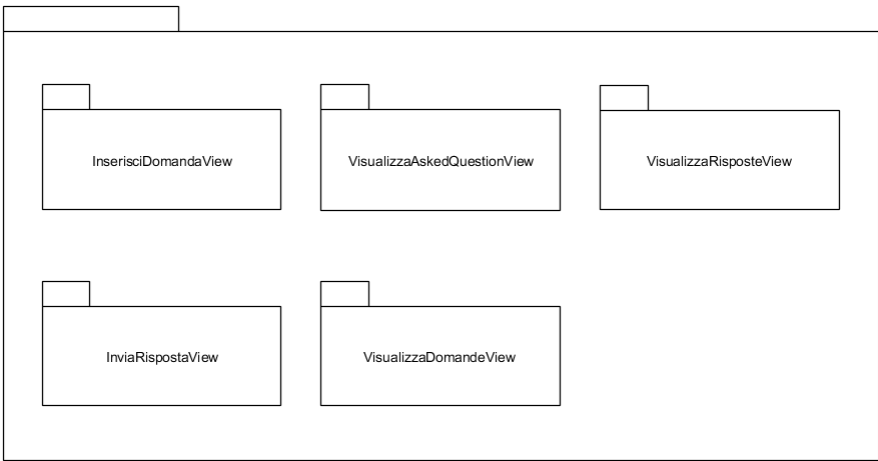 InserisciDomandaView
VisualizzaAskedQuestionView
VisualizzaRisposteView
InviaRispostaView
VisualizzaDomandeView